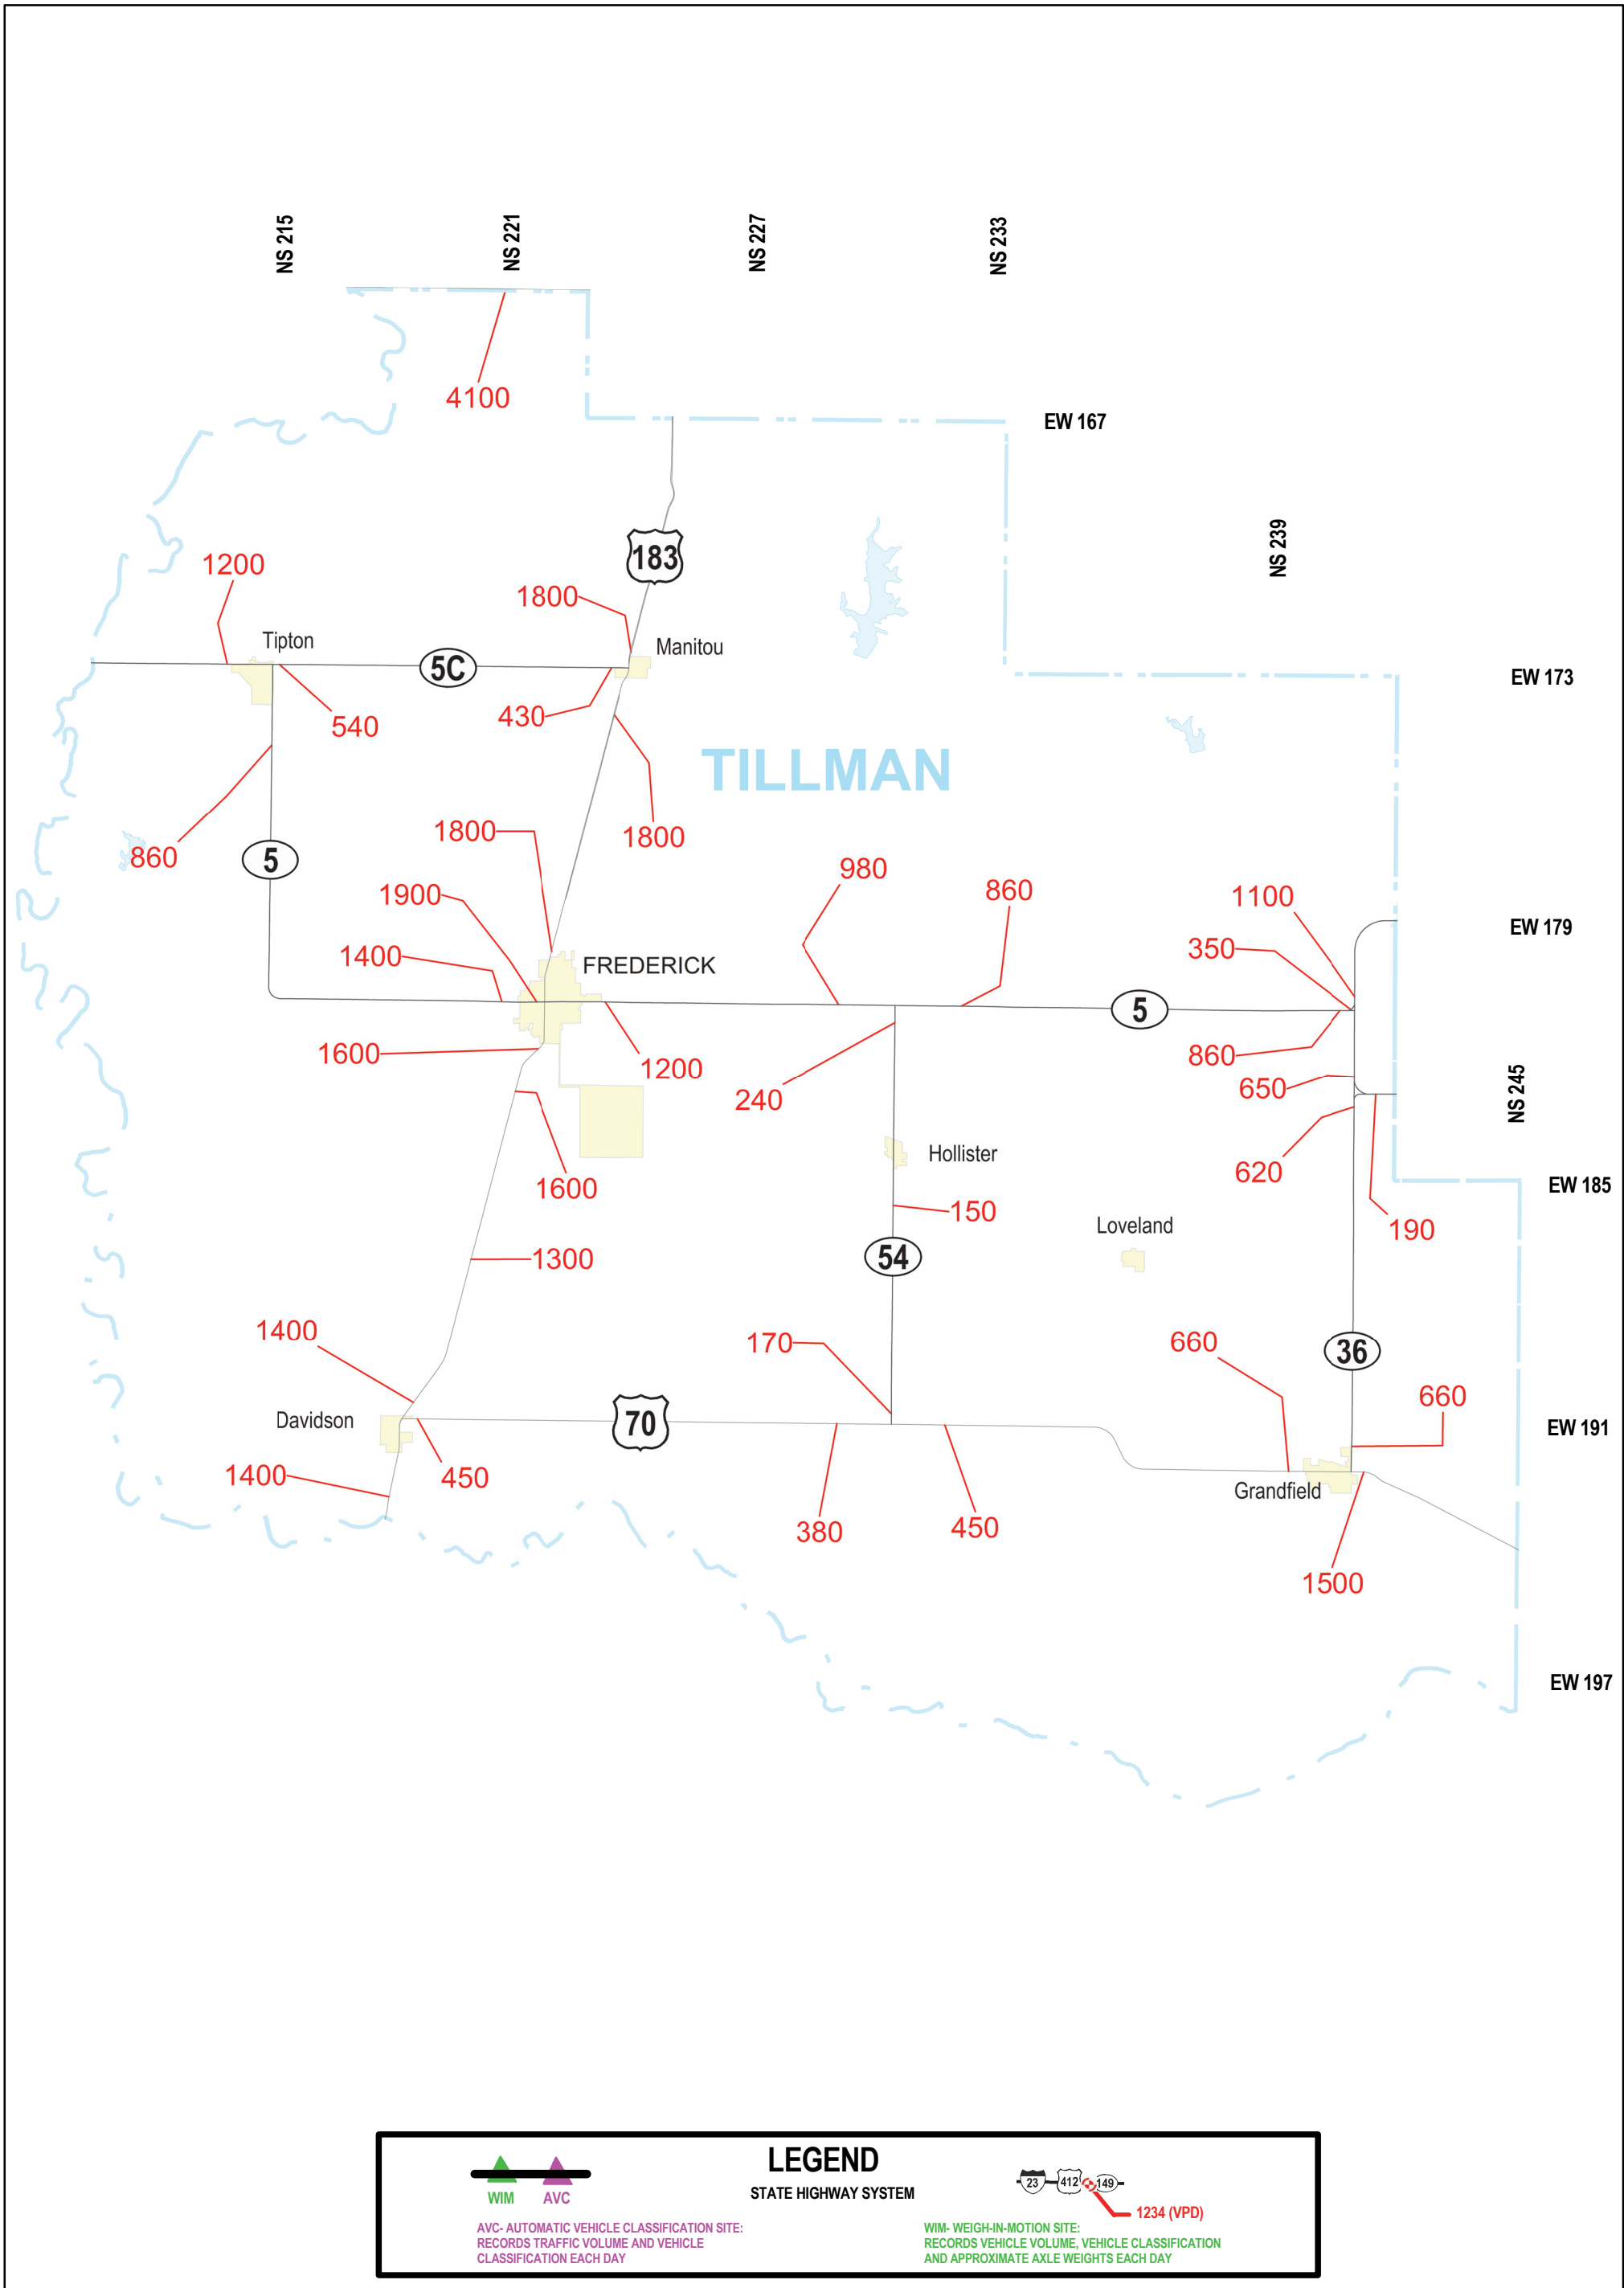 NS 215
NS 221
NS 227
NS 233
4100
EW 167
183
NS 239
1200
1800
Tipton
Manitou
5C
EW 173
540
430
TILLMAN
1800
1800
860
5
980
860
1900
1100
EW 179
350
1400
FREDERICK
5
1600
860
1200
650
240
NS 245
Hollister
620
1600
EW 185
150
Loveland
190
54
1300
1400
170
660
36
660
Davidson
70
EW 191
1400
450
Grandfield
380
450
1500
EW 197
LEGEND
STATE HIGHWAY SYSTEM
WIM
AVC
23
412
149
1234 (VPD)
AVC- AUTOMATIC VEHICLE CLASSIFICATION SITE:
RECORDS TRAFFIC VOLUME AND VEHICLE
CLASSIFICATION EACH DAY
WIM- WEIGH-IN-MOTION SITE:
RECORDS VEHICLE VOLUME, VEHICLE CLASSIFICATION
AND APPROXIMATE AXLE WEIGHTS EACH DAY